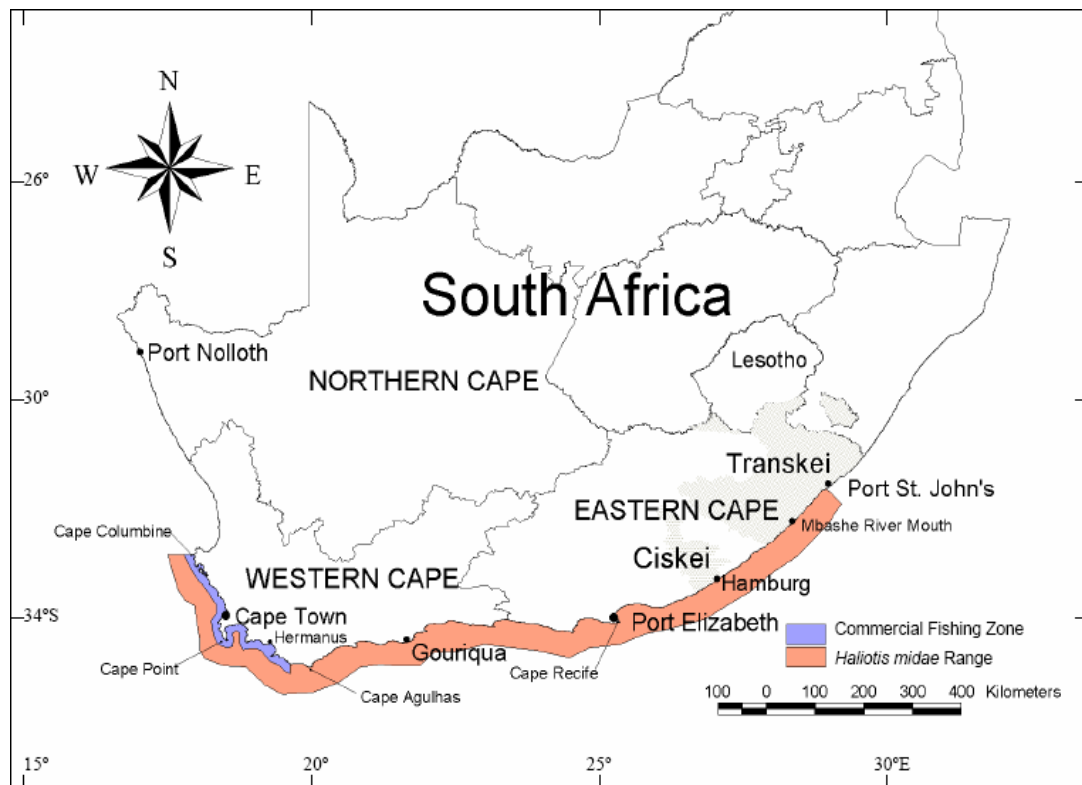 N
W
E
S
26°
South Africa
Port Nolloth
Lesotho
NORTHERN CAPE
30°
Transkei
Port St. John's
EASTERN CAPE
Mbashe River Mouth
Cape Columbine
Ciskei
WESTERN CAPE
Hamburg
34°S
Cape Town
Port Elizabeth
Commercial Fishing Zone
Hermanus
Gouriqua
Haliotis midae Range
Cape Point
Cape Recife
Cape Agulhas
100 0 100 200 300 400 Kilometers
15° 20° 25° 30°E